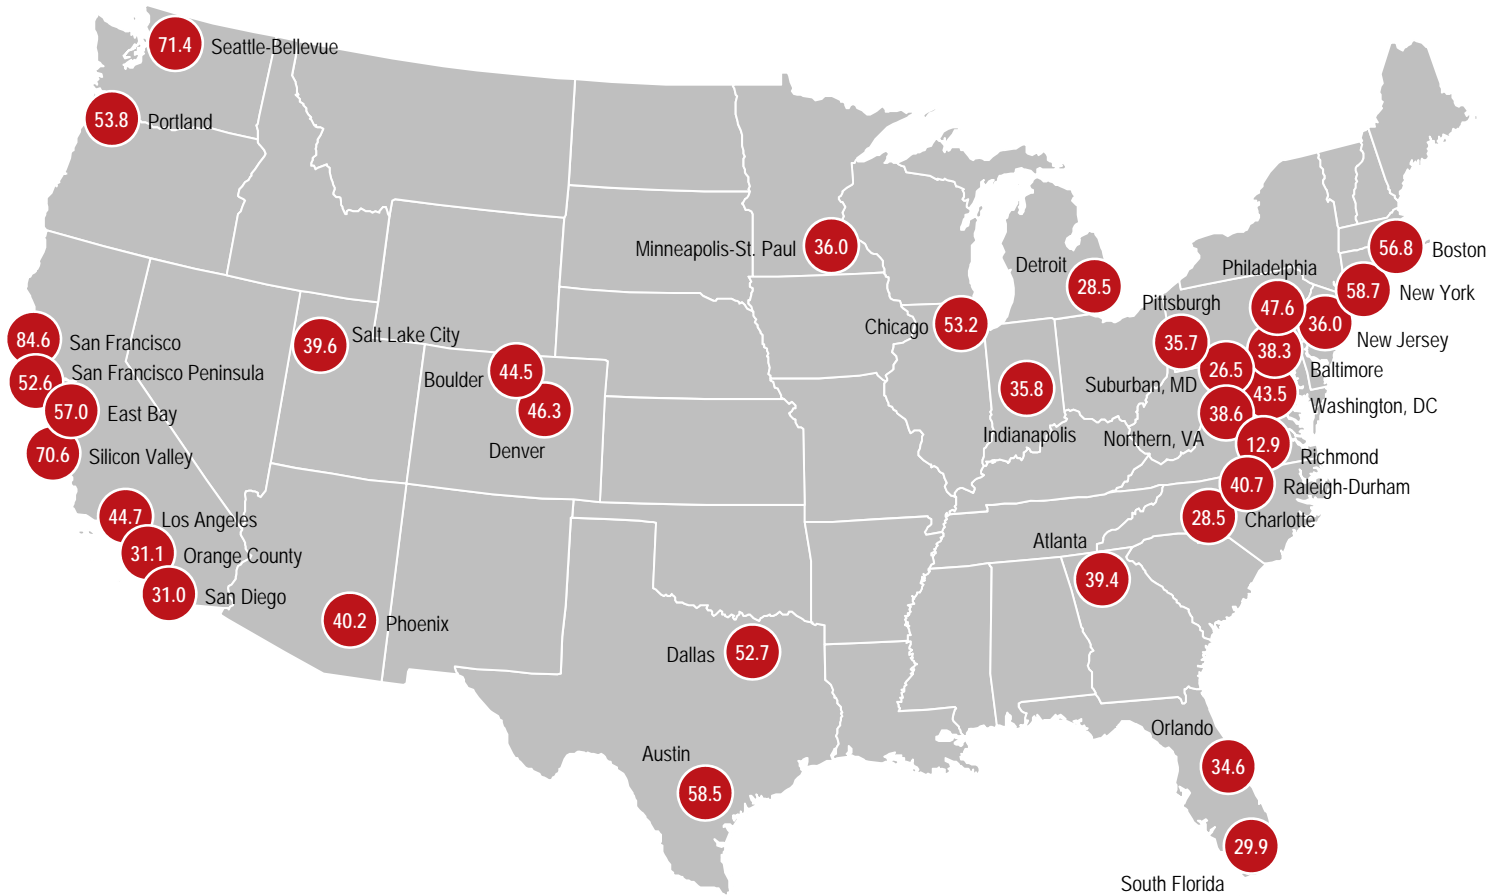 71.4 Seattle-Bellevue
53.8 Portland
Minneapolis-St. Paul 36.0
56.8 Boston
Detroit
28.5
Philadelphia
58.7 New York
Pittsburgh
47.6
Chicago 53.2
36.0
New Jersey
84.6 San Francisco
39.6 Salt Lake City
35.7
38.3
Baltimore
52.6 San Francisco Peninsula
Boulder 44.5
Suburban, MD 26.5
57.0 East Bay
46.3
Denver
35.8
Indianapolis
43.5
Washington, DC
Northern, VA 38.6
70.6 Silicon Valley
12.9
Richmond
40.7 Raleigh-Durham
44.7 Los Angeles
28.5 Charlotte
31.1 Orange County
Atlanta
39.4
31.0 San Diego
40.2 Phoenix
Dallas 52.7
Orlando
34.6
Austin
58.5
29.9
South Florida